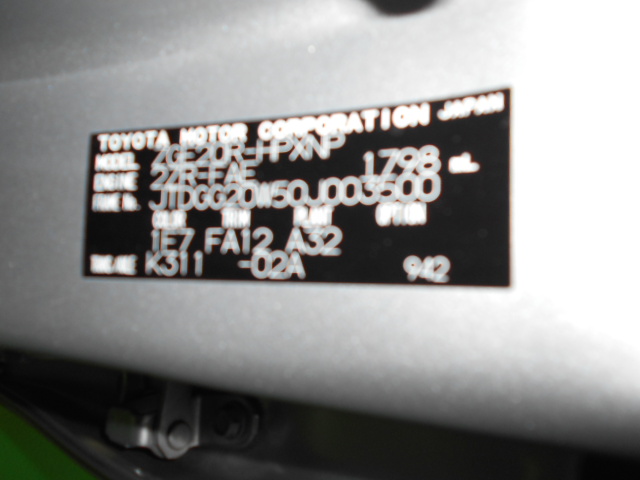 TOYOTA MOTOR CORPORATION JAPAN
MODEL ZGE20R-HPXNP
ENGINE 2ZR-FAE 1798 mL
FRAME No. JTDGG20W50J003500
COLOR TRIM PLANT OPTION
1E7 FA12 A32
TRANS/AXLE K311 -02A 942